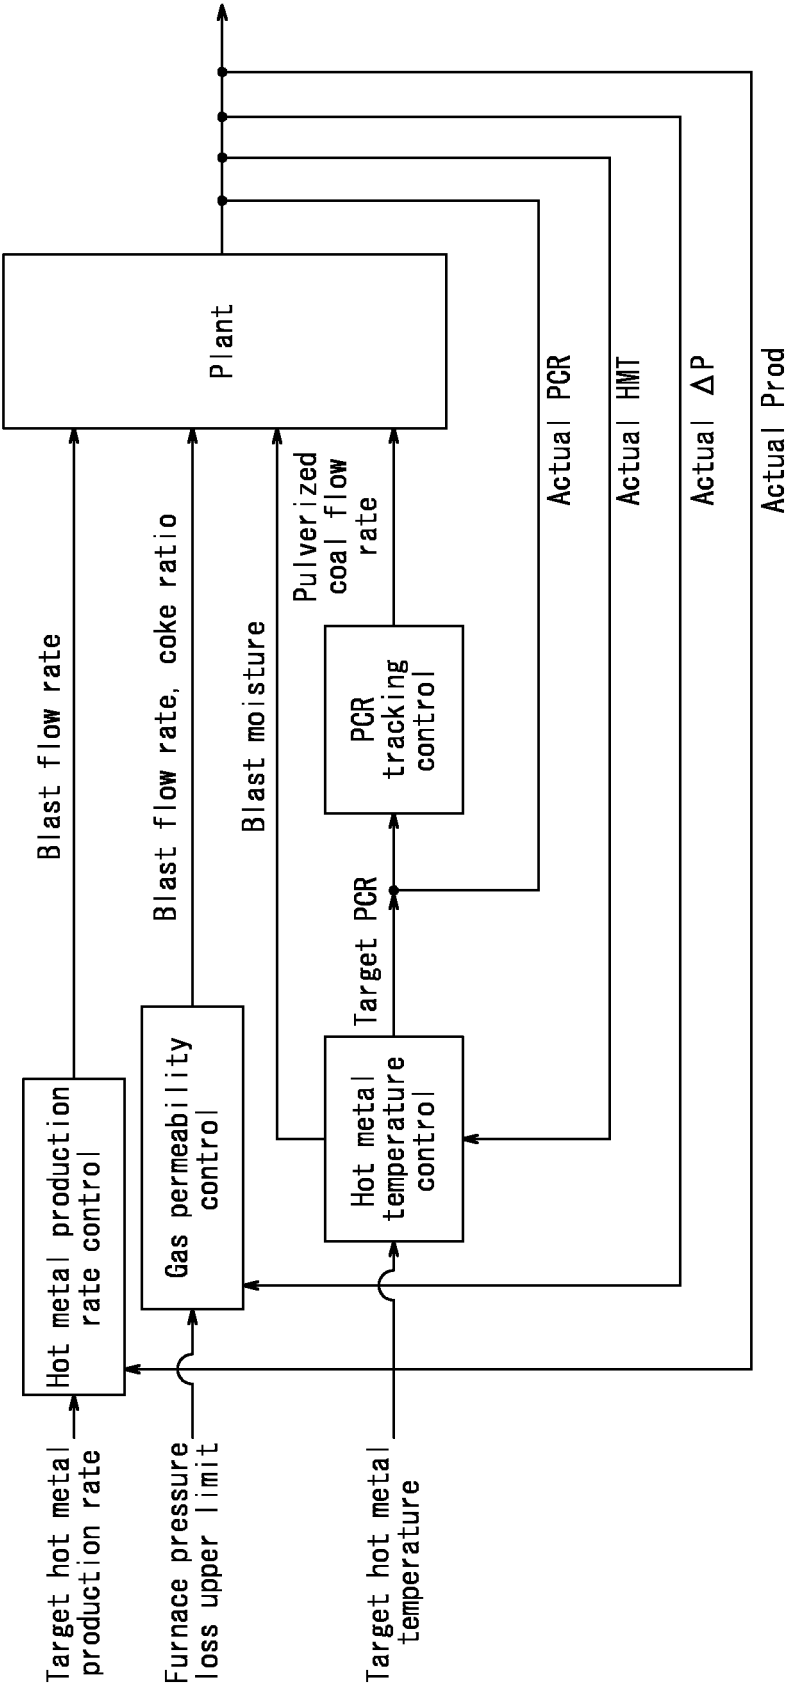 Target hot metal
production rate
Hot metal production
rate control
Blast flow rate
Furnace pressure
loss upper limit
Gas permeability
control
Blast flow rate, coke ratio
Target hot metal
temperature
Hot metal
temperature
control
Blast moisture
Target PCR
PCR
tracking
control
Pulverized
coal flow
rate
Plant
Actual PCR
Actual HMT
Actual ΔP
Actual Prod